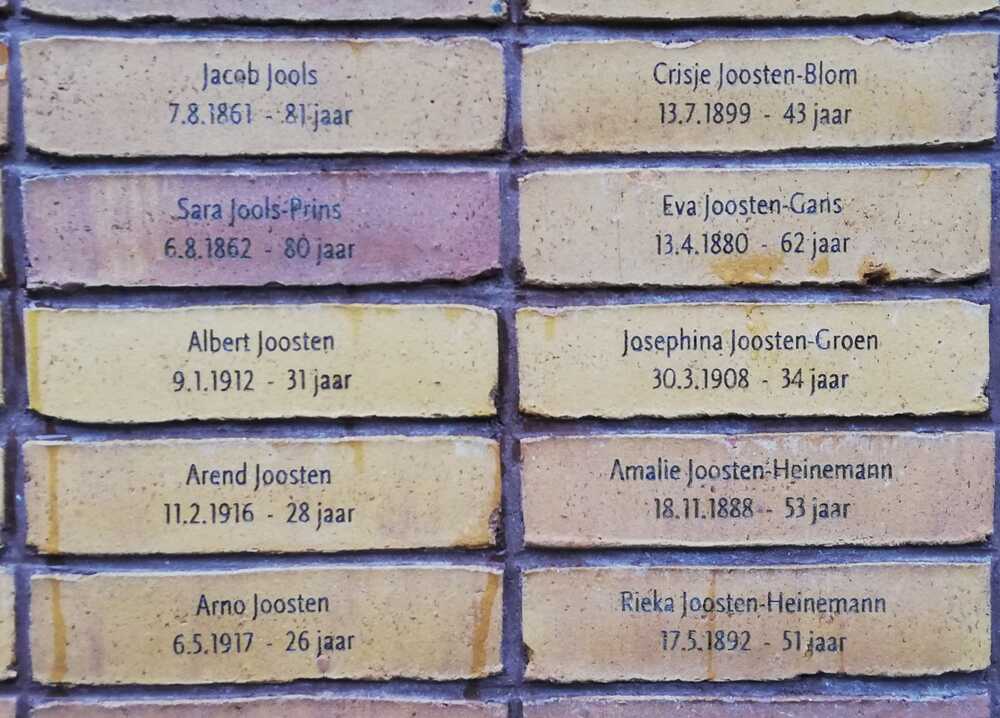 Jacob Jools
7.8.1861 - 81 jaar
Sara Jools-Prins
6.8.1862 - 80 jaar
Albert Joosten
9.1.1912 - 31 jaar
Arend Joosten
11.2.1916 - 28 jaar
Arno Joosten
6.5.1917 - 26 jaar
Crisje Joosten-Blom
13.7.1899 - 43 jaar
Eva Joosten-Gans
13.4.1880 - 62 jaar
Josephina Joosten-Groen
30.3.1908 - 34 jaar
Amalie Joosten-Heinemann
18.11.1888 - 53 jaar
Rieka Joosten-Heinemann
17.5.1892 - 51 jaar